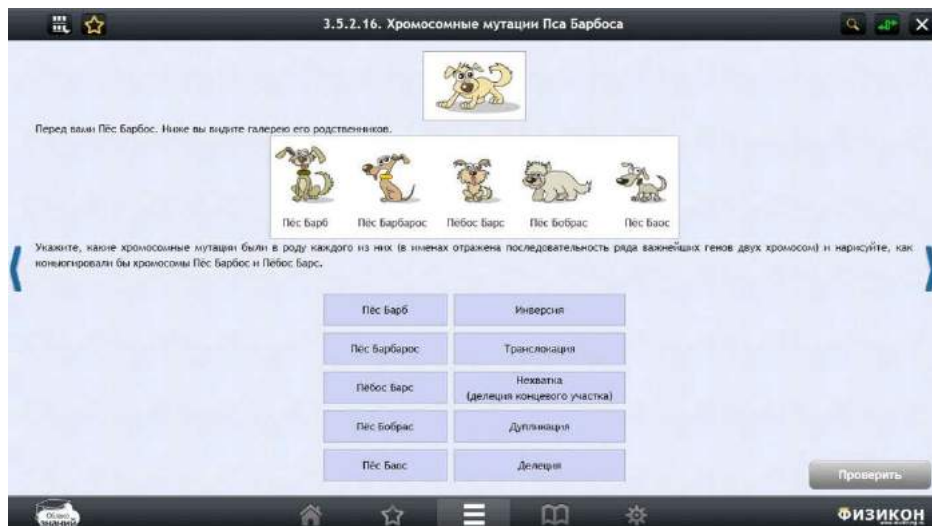 3.5.2.16. Хромосомные мутации Пса Барбоса
Перед вами Пёс Барбос. Ниже вы видите галерею его родственников.
Пёс Барб Пёс Барбарос Пёбос Барс Пёс Бобрас Пёс Баос
Укажите, какие хромосомные мутации были в роду каждого из них (в именах отражена последовательность ряда важнейших генов двух хромосом) и нарисуйте, как
конъюгировали бы хромосомы Пёс Барбос и Пёбос Барс.
Пёс Барб Инверсия
Пёс Барбарос Транслокация
Пёбос Барс Нехватка
(делеция концевого участка)
Пёс Бобрас Дупликация
Пёс Баос Делеция
Проверить
Облако
знаний
ФИЗИКОН